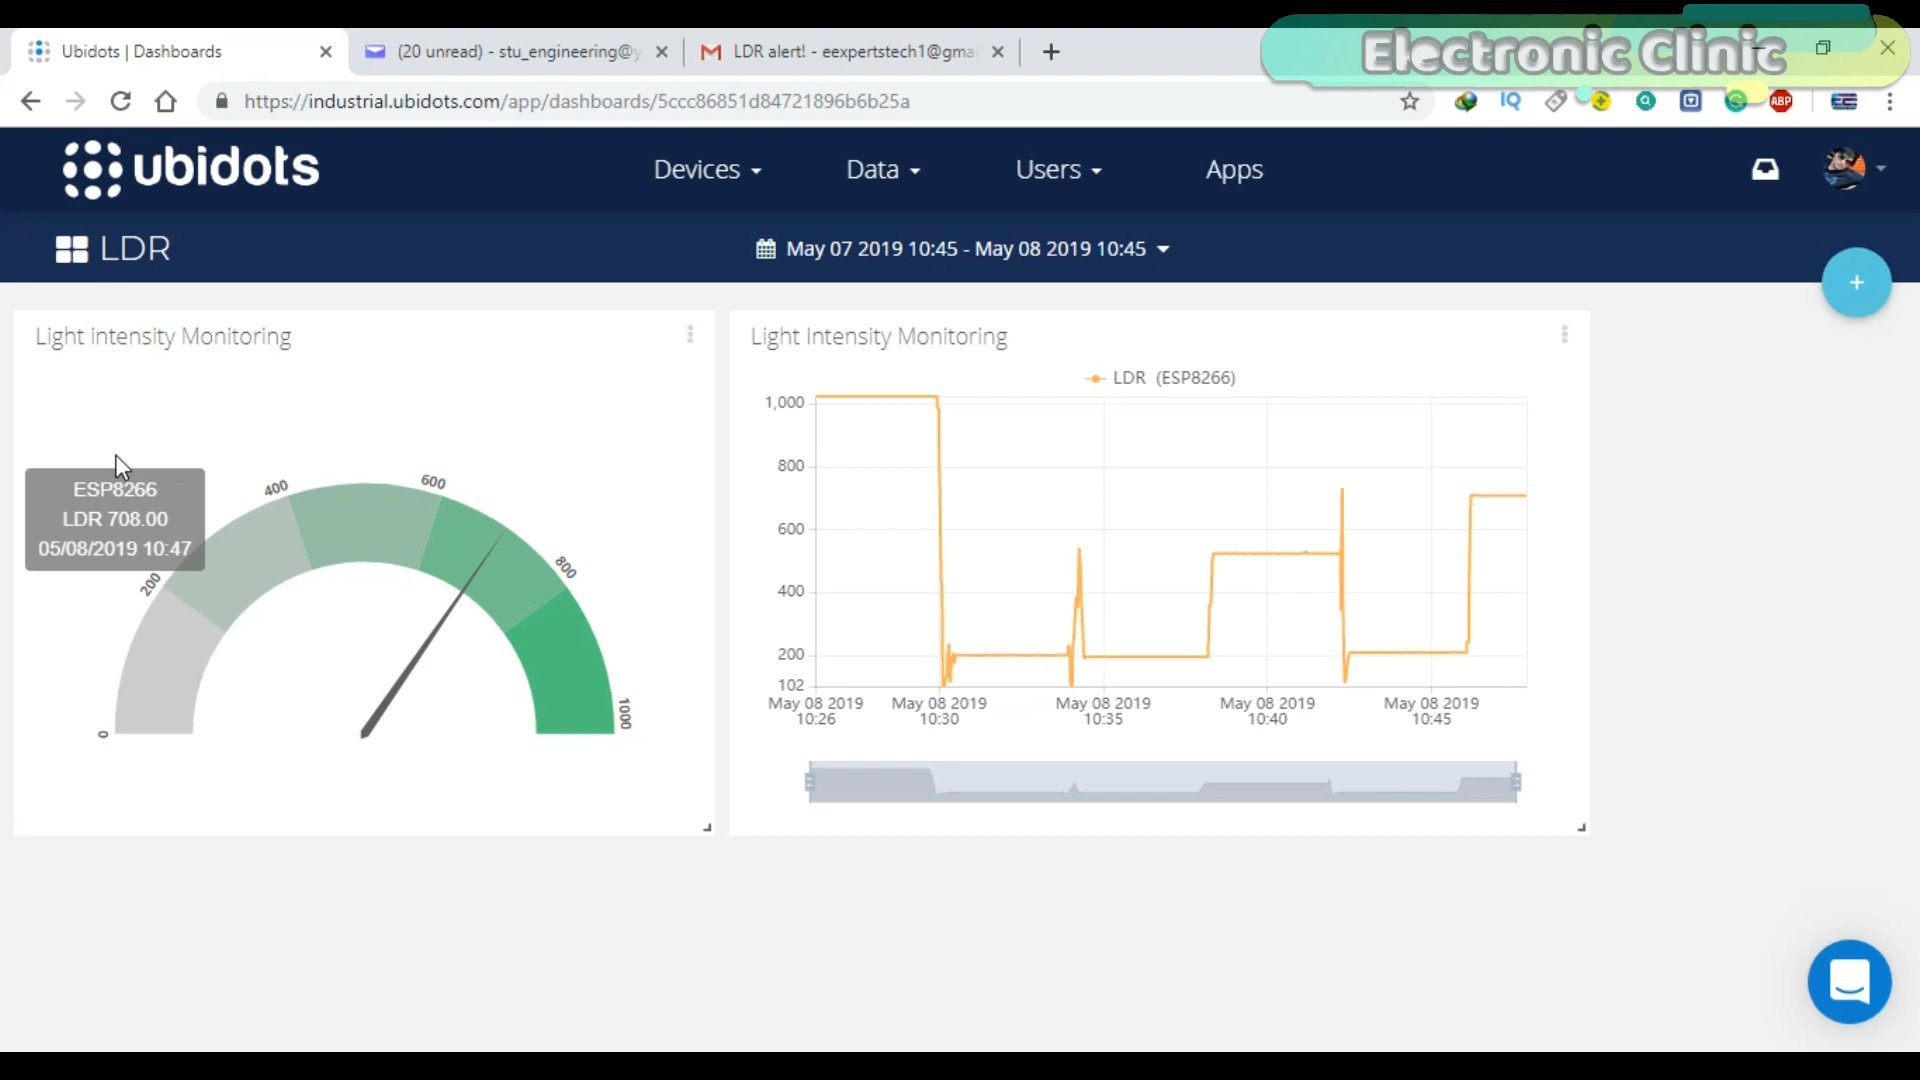 Electronic Clinic
Ubidots | Dashboards
(20 unread) - stu_engineering@y
LDR alert! - eexpertstech1@gmai
https://industrial.ubidots.com/app/dashboards/5ccc86851d84721896b6b25a
IQ
ABP
ubidots
Devices
Data
Users
Apps
LDR
May 07 2019 10:45 - May 08 2019 10:45
+
Light intensity Monitoring
ESP8266
LDR 708.00
05/08/2019 10:47
0
200
400
600
800
1000
Light Intensity Monitoring
LDR (ESP8266)
1,000
800
600
400
200
102
May 08 2019
10:26
May 08 2019
10:30
May 08 2019
10:35
May 08 2019
10:40
May 08 2019
10:45